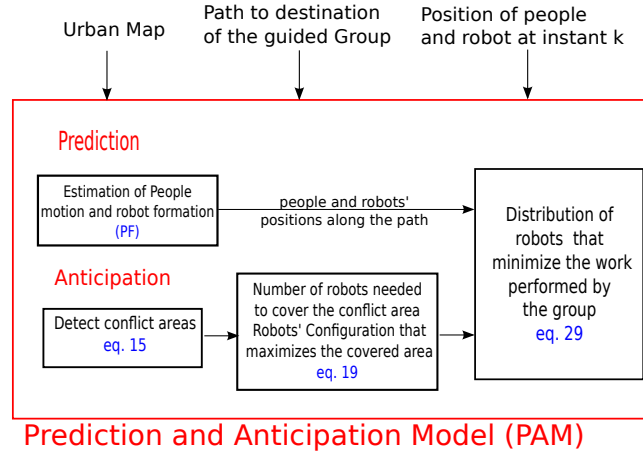 Urban Map
Path to destination
of the guided Group
Position of people
and robot at instant k
Prediction
Estimation of People
motion and robot formation
(PF)
people and robots'
positions along the path
Anticipation
Detect conflict areas
eq. 15
Number of robots needed
to cover the conflict area
Robots' Configuration that
maximizes the covered area
eq. 19
Distribution of
robots that
minimize the work
performed by
the group
eq. 29
Prediction and Anticipation Model (PAM)